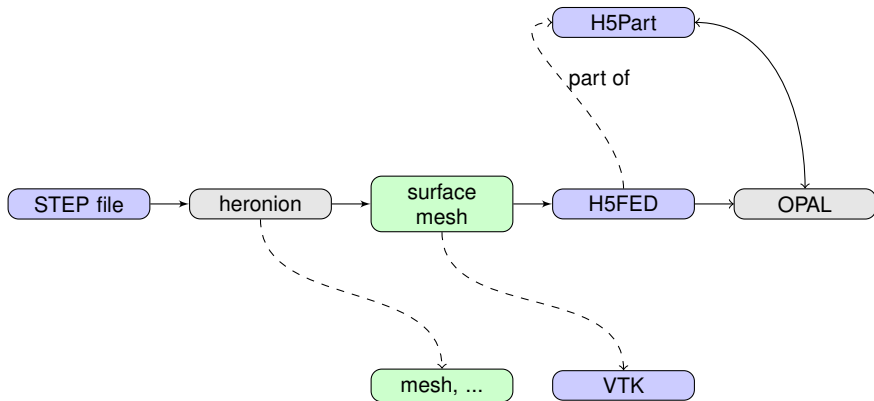 H5Part
part of
STEP file
heronion
surface
mesh
H5FED
OPAL
mesh, ...
VTK